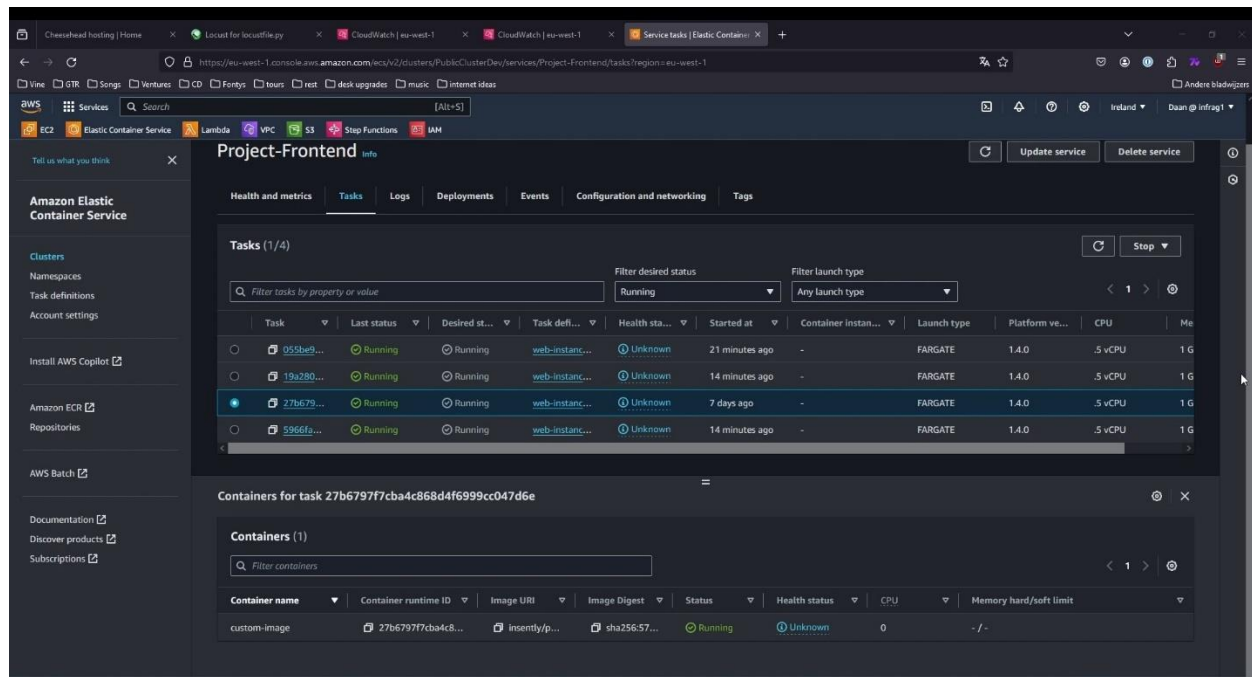 Cheesehead hosting | Home
Locust for locustfile.py
CloudWatch | eu-west-1
CloudWatch | eu-west-1
Service tasks | Elastic Container
https://eu-west-1.console.aws.amazon.com/ecs/v2/clusters/PublicClusterDev/services/Project-Frontend/tasks?region=eu-west-1
Vine GTR Songs Ventures CD Fontys tours rest desk upgrades music internet ideas Andere bladwijzers
aws Services Search [Alt+S] Ireland ▼ Daan @ infrag1 ▼
EC2 Elastic Container Service Lambda VPC S3 Step Functions IAM
Tell us what you think
Amazon Elastic
Container Service
Clusters
Namespaces
Task definitions
Account settings
Install AWS Copilot
Amazon ECR
Repositories
AWS Batch
Documentation
Discover products
Subscriptions
Project-Frontend Info
Update service Delete service
Health and metrics Tasks Logs Deployments Events Configuration and networking Tags
Tasks (1/4)
Stop ▼
Filter desired status Filter launch type
Filter tasks by property or value Running Any launch type < 1 >
Task Last status Desired st... Task defi... Health sta... Started at Container instan... Launch type Platform ve... CPU Me
055be9... Running Running web-instanc... Unknown 21 minutes ago - FARGATE 1.4.0 .5 vCPU 1 G
19a280... Running Running web-instanc... Unknown 14 minutes ago - FARGATE 1.4.0 .5 vCPU 1 G
27b679... Running Running web-instanc... Unknown 7 days ago - FARGATE 1.4.0 .5 vCPU 1 G
5966fa... Running Running web-instanc... Unknown 14 minutes ago - FARGATE 1.4.0 .5 vCPU 1 G
Containers for task 27b6797f7cba4c868d4f6999cc047d6e
Containers (1)
Filter containers < 1 >
Container name Container runtime ID Image URI Image Digest Status Health status CPU Memory hard/soft limit
custom-image 27b6797f7cba4c8... insently/p... sha256:57... Running Unknown 0 - / -